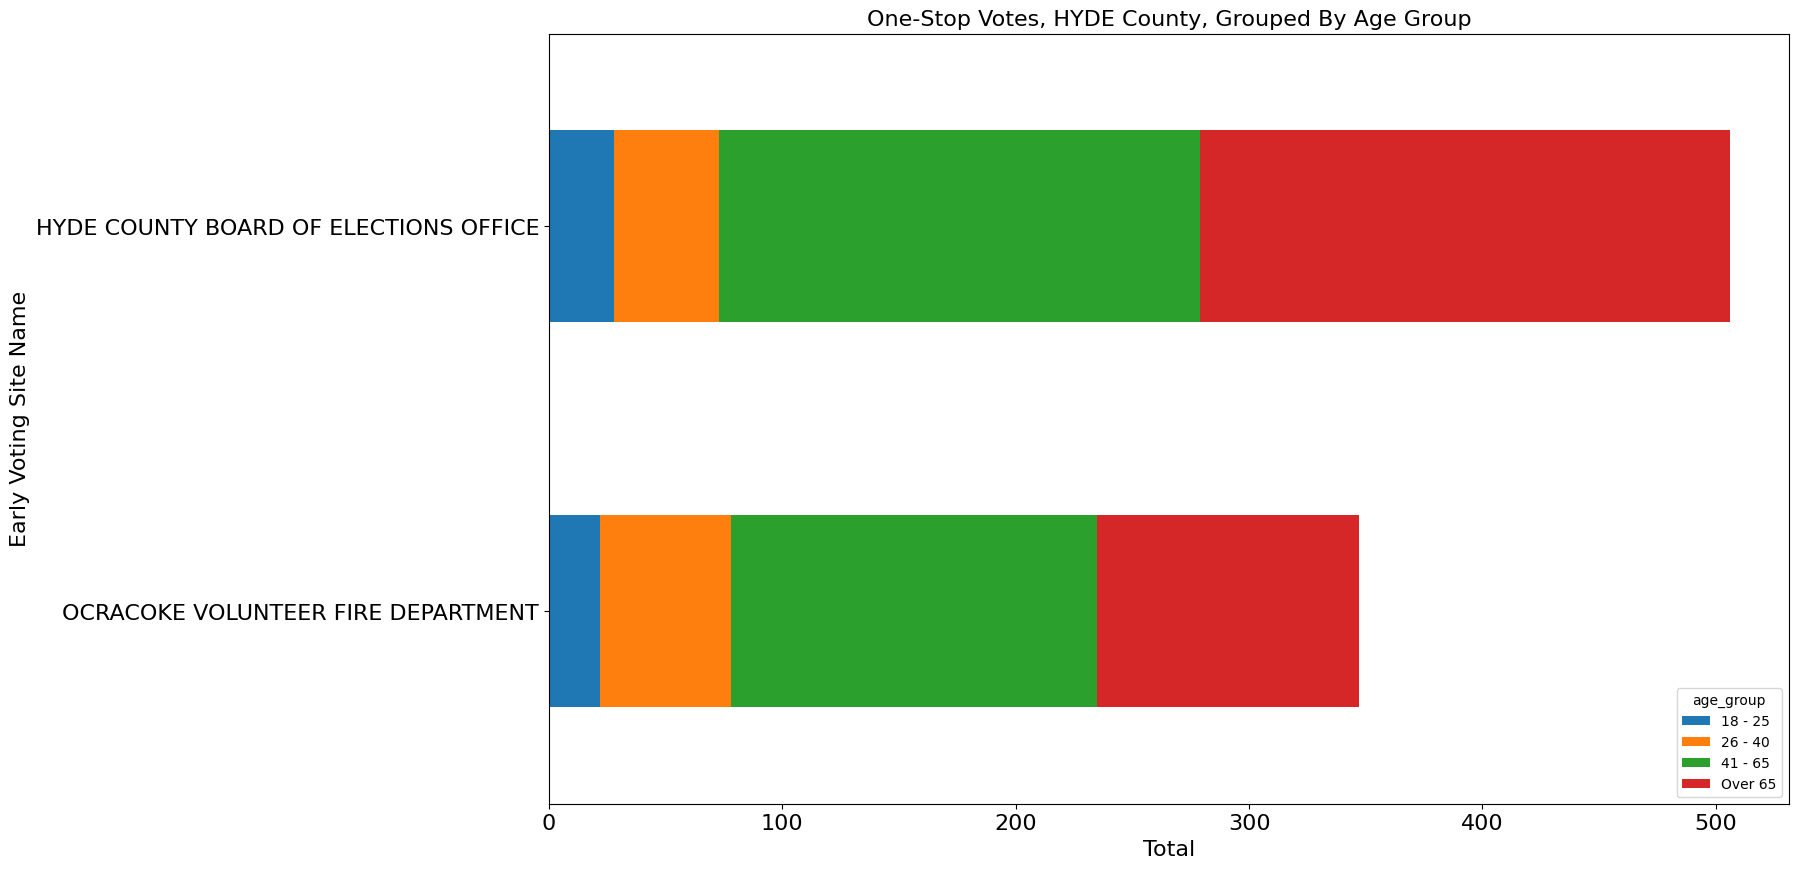 One-Stop Votes, HYDE County, Grouped By Age Group
Early Voting Site Name
HYDE COUNTY BOARD OF ELECTIONS OFFICE
OCRACOKE VOLUNTEER FIRE DEPARTMENT
age_group
18 - 25
26 - 40
41 - 65
Over 65
0 100 200 300 400 500
Total